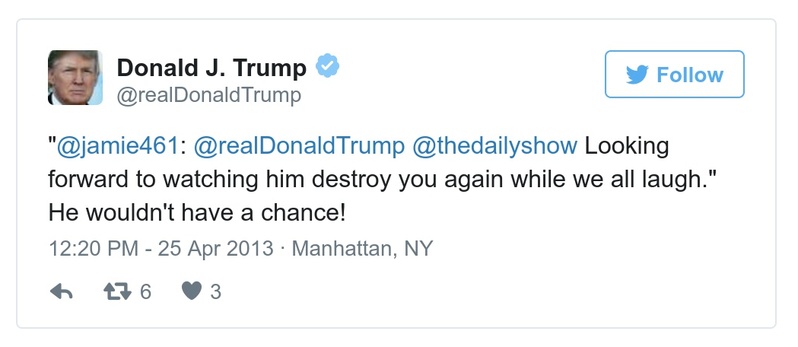 Donald J. Trump
@realDonaldTrump
Follow
"@jamie461: @realDonaldTrump @thedailyshow Looking
forward to watching him destroy you again while we all laugh."
He wouldn't have a chance!
12:20 PM - 25 Apr 2013 · Manhattan, NY
6 3